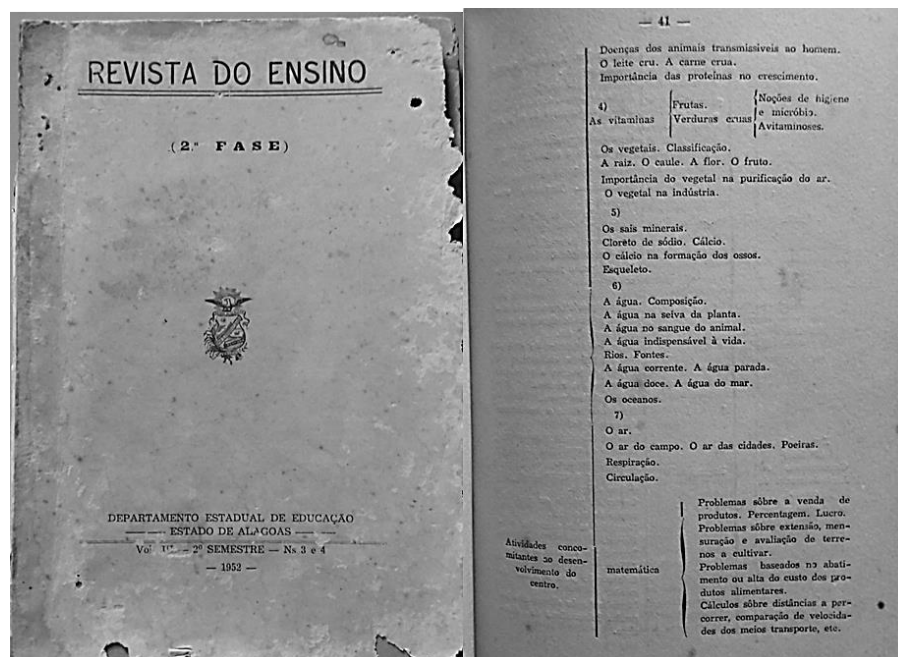 REVISTA DO ENSINO
(2.ª FASE)
DEPARTAMENTO ESTADUAL DE EDUCAÇÃO
ESTADO DE ALAGOAS
2º SEMESTRE — Ns 3 e 4
— 1952 —
— 41 —
Doenças dos animais transmissíveis ao homem.
O leite cru. A carne crua.
Importância das proteínas no crescimento.
4)
As vitaminas
Frutas.
Verduras cruas
Noções de higiene
e micróbio.
Avitaminoses.
Os vegetais. Classificação.
A raiz. O caule. A flor. O fruto.
Importância do vegetal na purificação do ar.
O vegetal na indústria.
5)
Os sais minerais.
Cloreto de sódio. Cálcio.
O cálcio na formação dos ossos.
Esqueleto.
6)
A água. Composição.
A água na seiva da planta.
A água no sangue do animal.
A água indispensável à vida.
Rios. Fontes.
A água corrente. A água parada.
A água doce. A água do mar.
Os oceanos.
7)
O ar.
O ar do campo. O ar das cidades. Poeiras.
Respiração.
Circulação.
Atividades conco-
mitantes ao desen-
volvimento do
centro.
matemática
Problemas sôbre a venda de
produtos. Percentagem. Lucro.
Problemas sôbre extensão, men-
suração e avaliação de terre-
nos a cultivar.
Problemas baseados no abati-
mento ou alta do custo dos pro-
dutos alimentares.
Cálculos sôbre distâncias a per-
correr, comparação de velocida-
des dos meios transporte, etc.